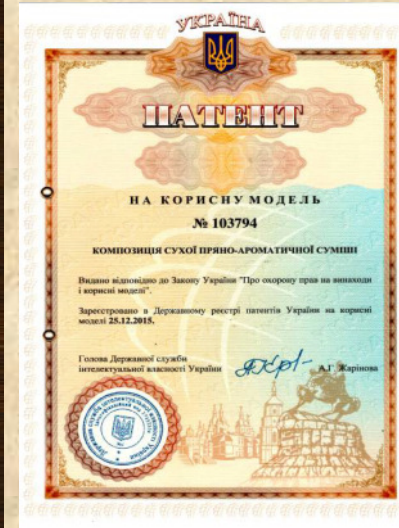 УКРАЇНА
ПАТЕНТ
НА КОРИСНУ МОДЕЛЬ
№ 103794
КОМПОЗИЦІЯ СУХОЇ ПРЯНО-АРОМАТИЧНОЇ СУМІШІ
Видано відповідно до Закону України "Про охорону прав на винаходи
і корисні моделі".
Зареєстровано в Державному реєстрі патентів України на корисні
моделі 25.12.2015.
Голова Державної служби
інтелектуальної власності України
А.Г. Жарінова